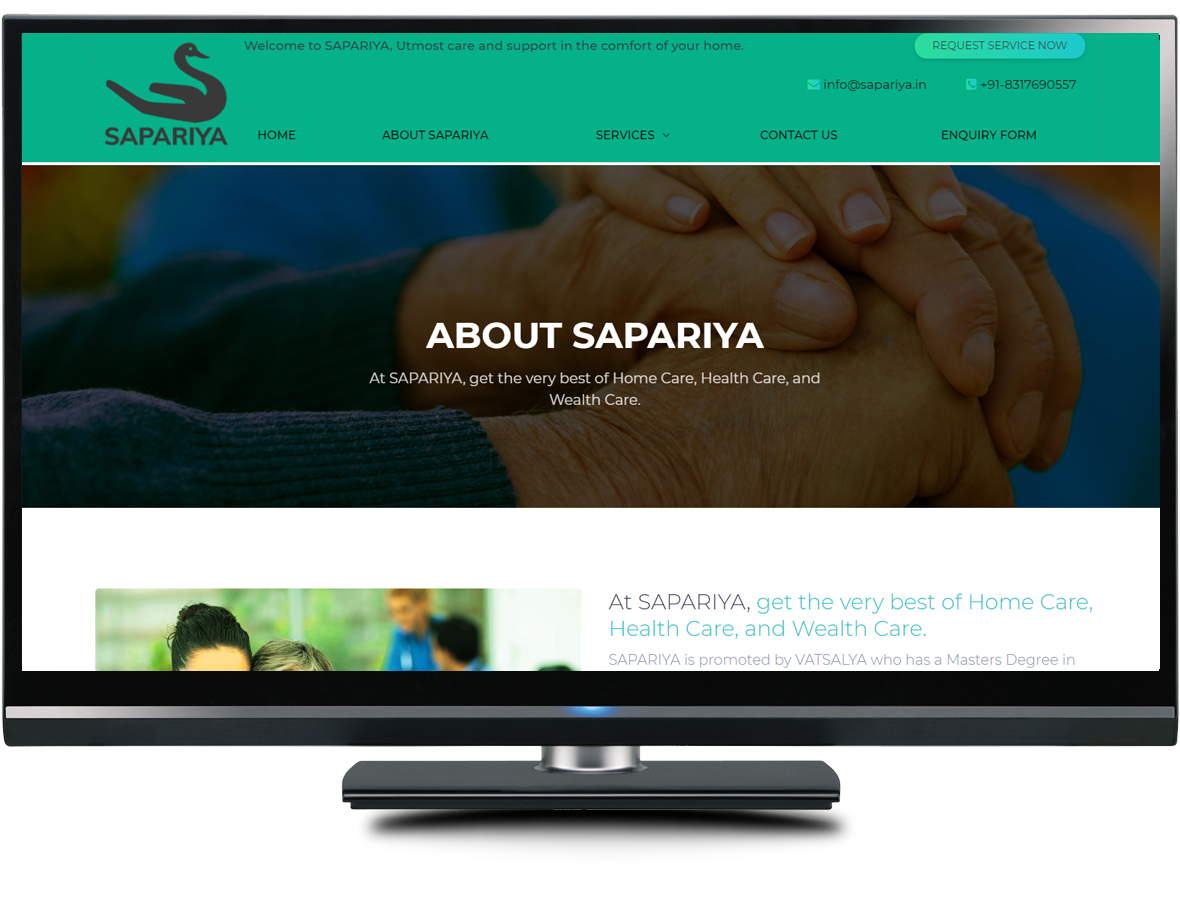 Welcome to SAPARIYA, Utmost care and support in the comfort of your home.
REQUEST SERVICE NOW
info@sapariya.in
+91-8317690557
SAPARIYA
HOME
ABOUT SAPARIYA
SERVICES
CONTACT US
ENQUIRY FORM
ABOUT SAPARIYA
At SAPARIYA, get the very best of Home Care, Health Care, and
Wealth Care.
At SAPARIYA, get the very best of Home Care,
Health Care, and Wealth Care.
SAPARIYA is promoted by VATSALYA who has a Masters Degree in